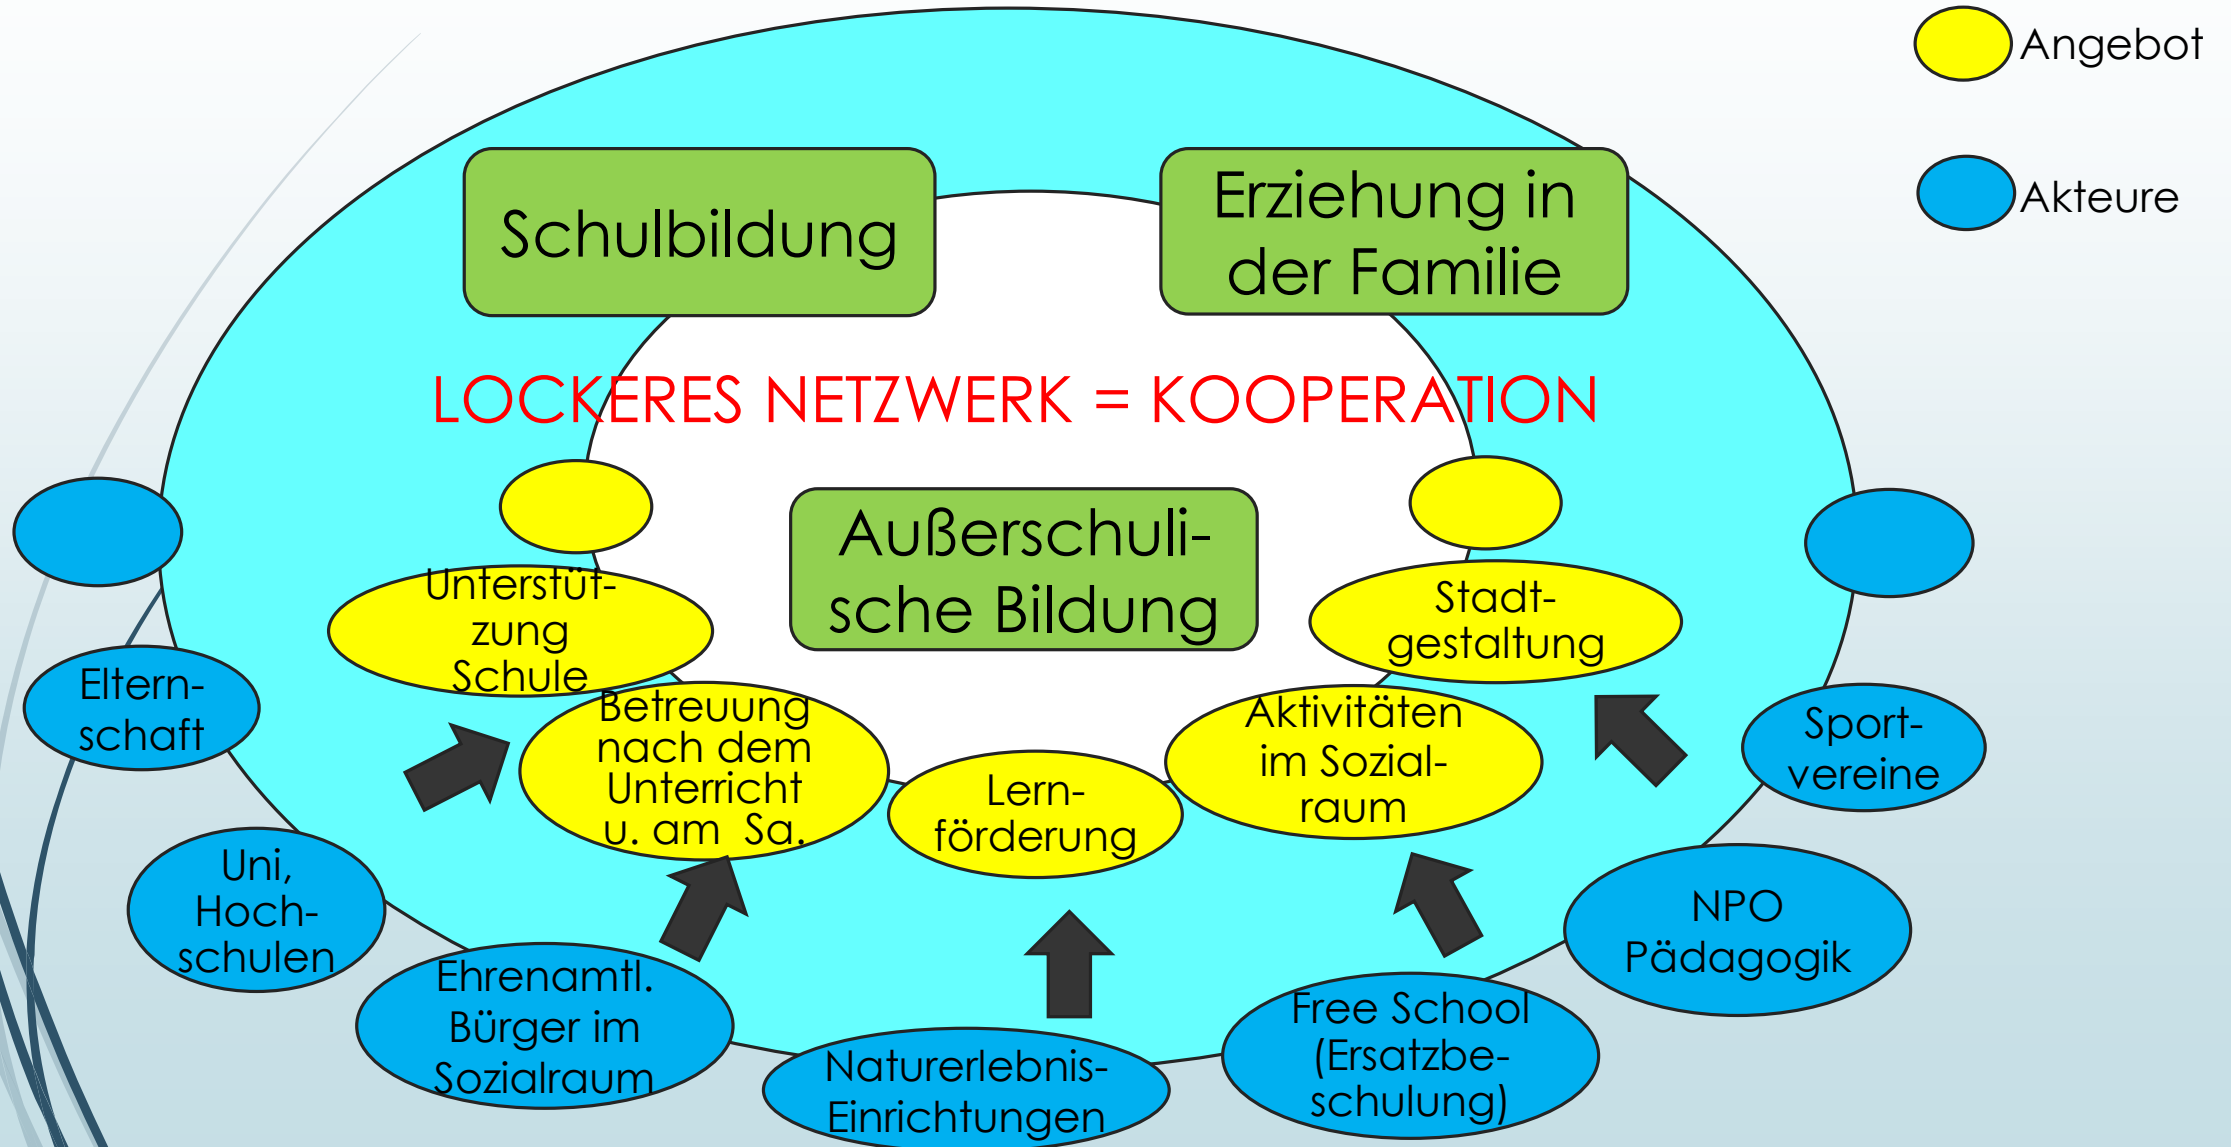 Angebot
Akteure
Schulbildung
Erziehung in
der Familie
LOCKERES NETZWERK = KOOPERATION
Außerschuli-
sche Bildung
Unterstüt-
zung
Schule
Betreuung
nach dem
Unterricht
u. am  Sa.
Lern-
förderung
Aktivitäten
im Sozial-
raum
Stadt-
gestaltung
Eltern-
schaft
Uni,
Hoch-
schulen
Ehrenamtl.
Bürger im
Sozialraum
Naturerlebnis-
Einrichtungen
Free School
(Ersatzbe-
schulung)
NPO
Pädagogik
Sport-
vereine